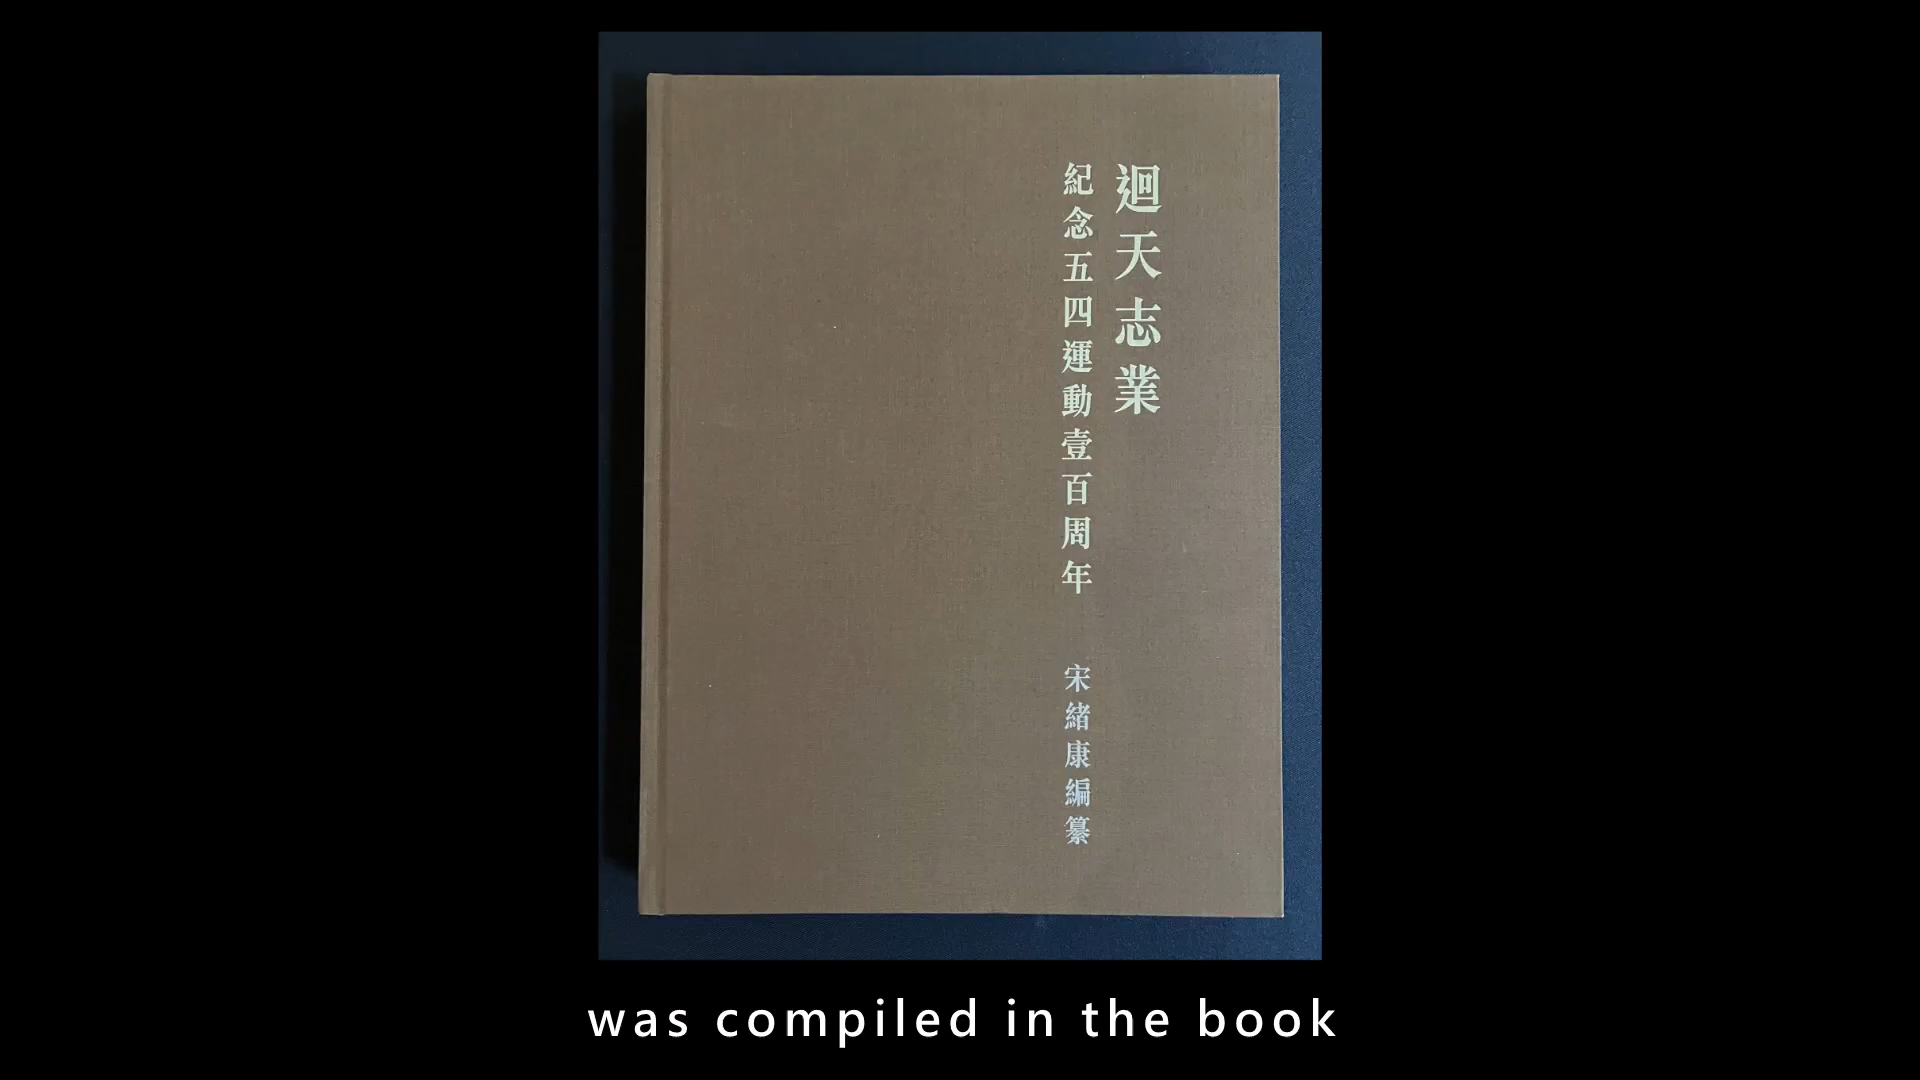 迴天志業
紀念五四運動壹百周年
宋緒康編纂
was compiled in the book